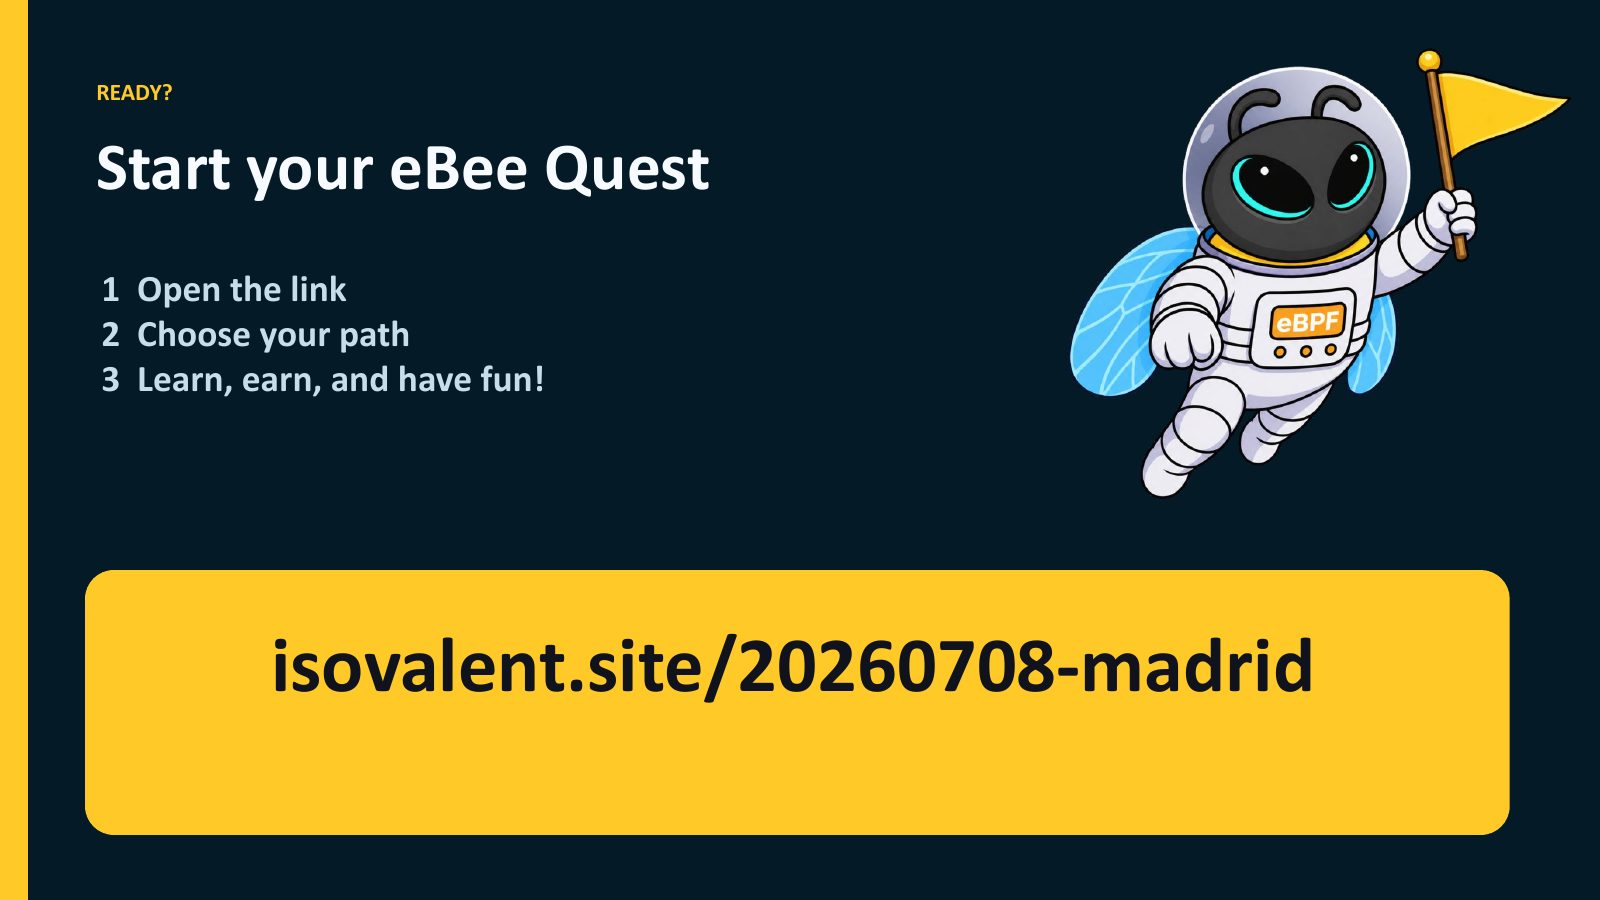 READY?
Start your eBee Quest
1 Open the link
2 Choose your path
3 Learn, earn, and have fun!
eBPF
isovalent.site/20260708-madrid